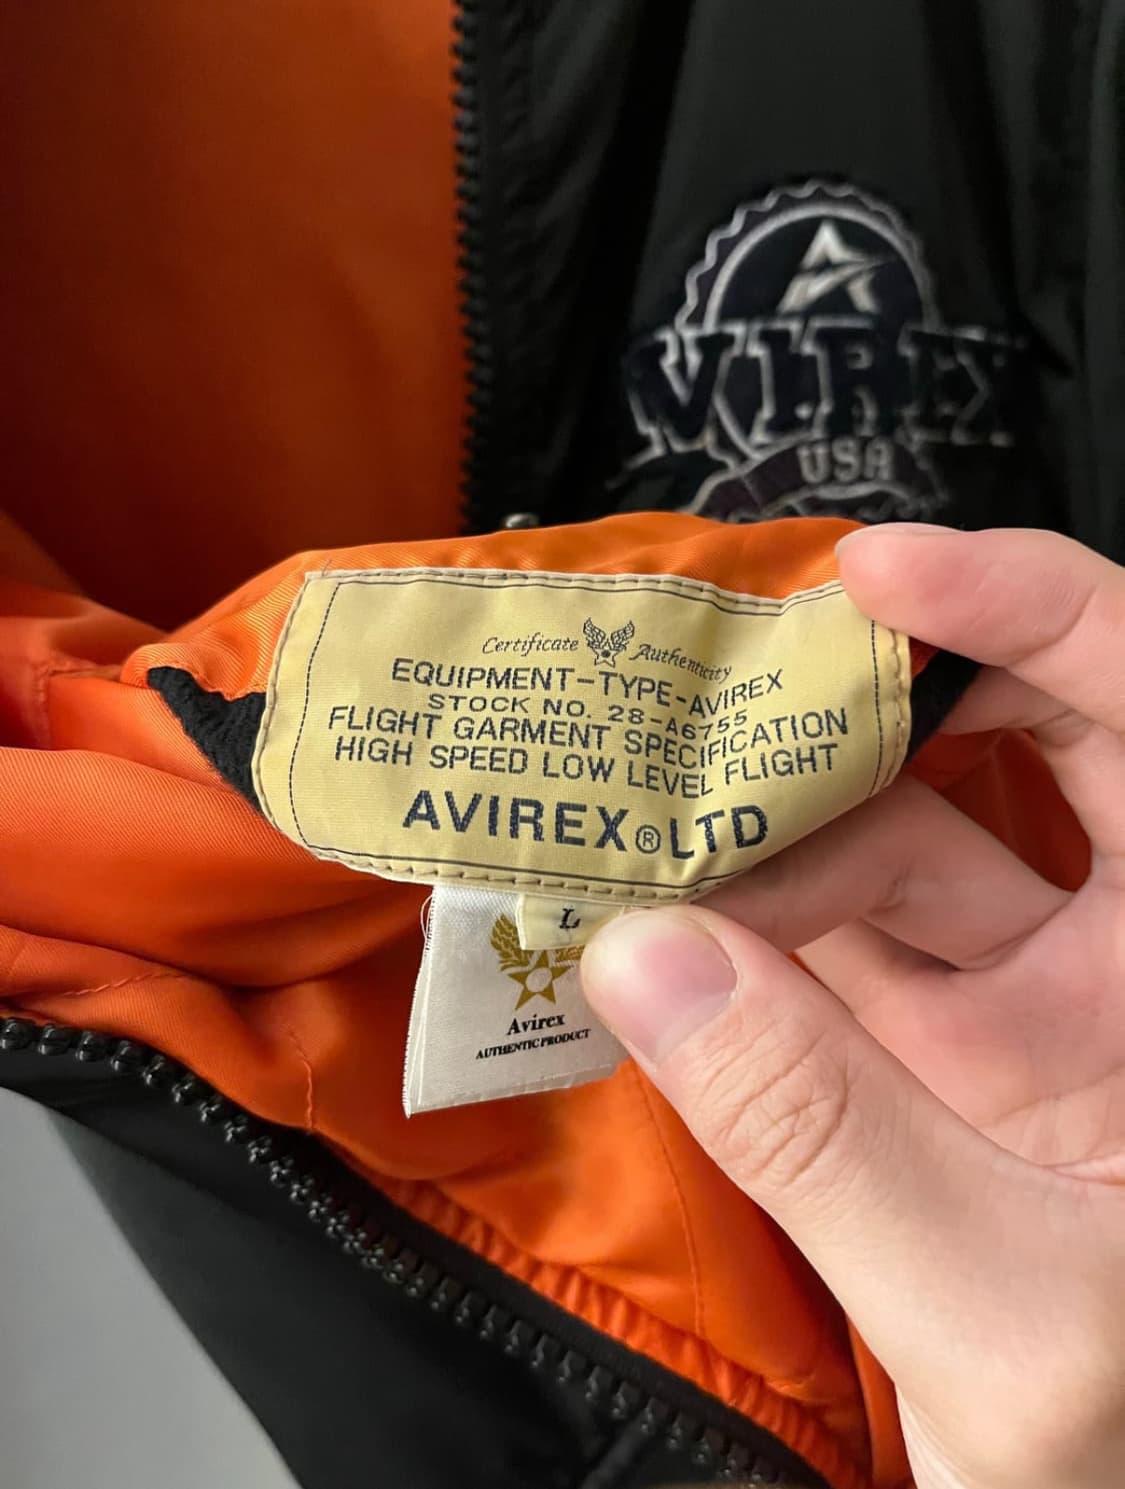 AVIREX
USA
Certificate Authenticity
EQUIPMENT-TYPE-AVIREX
STOCK NO. 28-A6755
FLIGHT GARMENT SPECIFICATION
HIGH SPEED LOW LEVEL FLIGHT
AVIREX®LTD
L
Avirex
AUTHENTIC PRODUCT